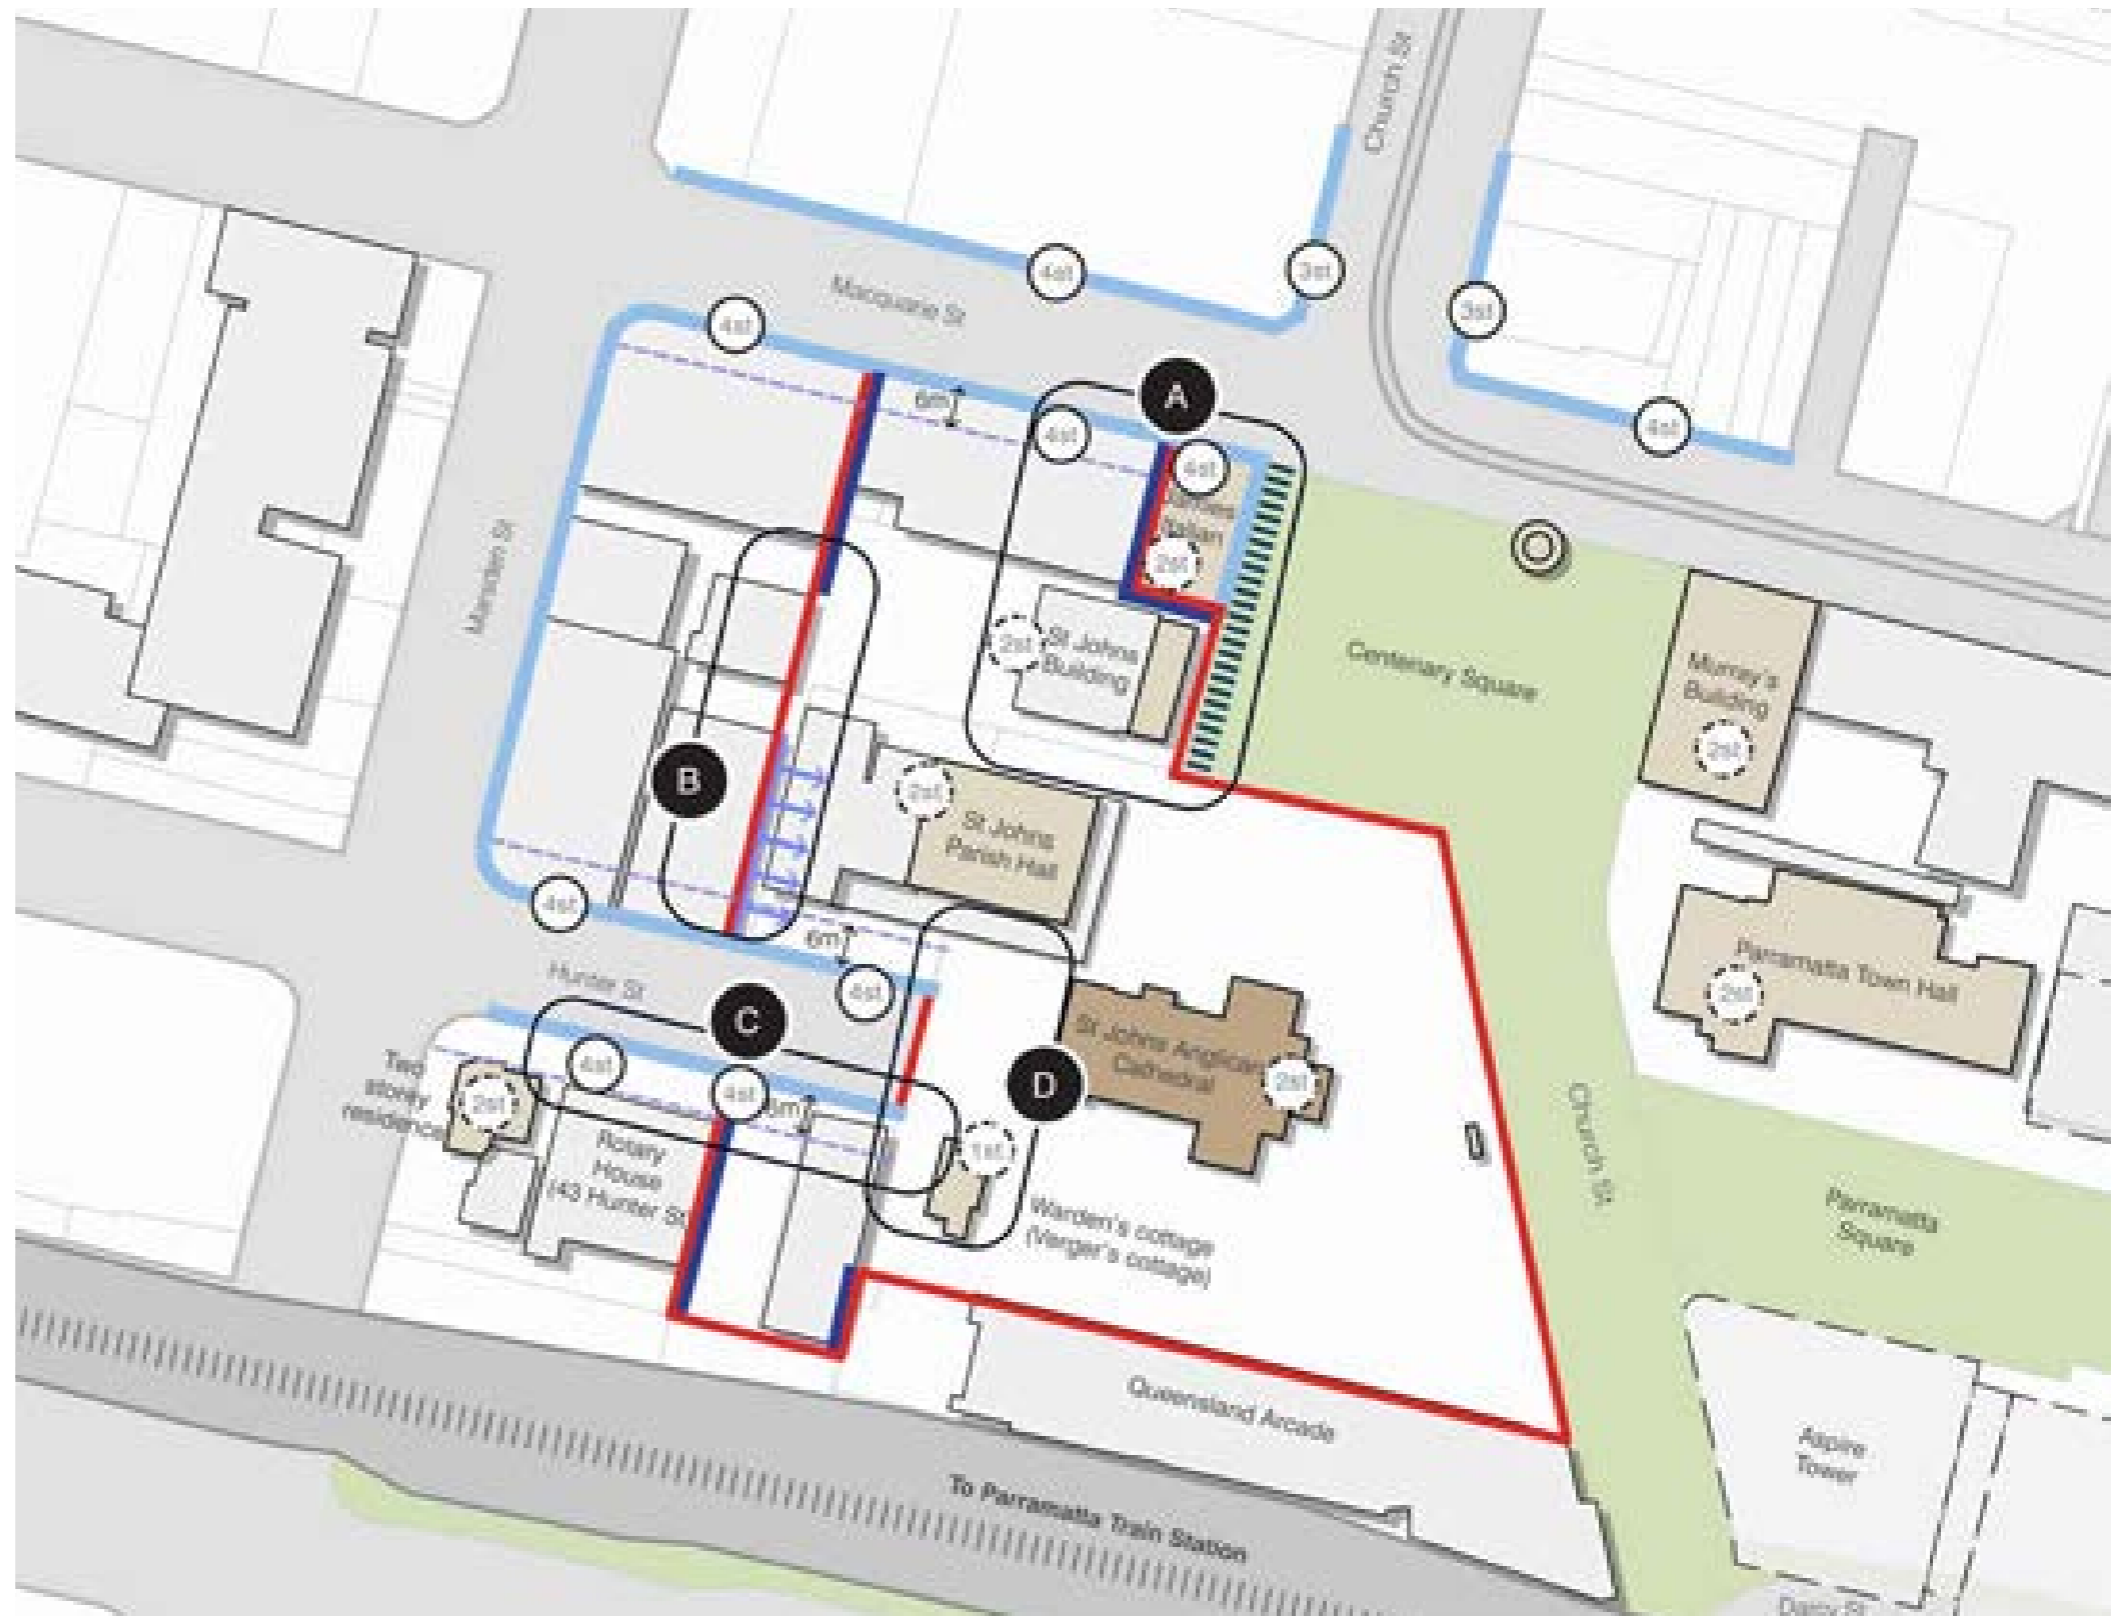 Church St
4st
3st
Macquarie St
4st
3st
A
6m
4st
4st
4st
Italian
2st
Marsden St
2st
St Johns
Building
Centenary Square
Murray's
Building
2st
B
2st
St Johns
Parish Hall
4st
6m
Hunter St
4st
C
Parramatta Town Hall
2st
St Johns Anglican
Cathedral
2st
D
Two
storey
residence
2st
4st
4st
6m
1st
Rotary
House
(43 Hunter St)
Warden's cottage
(Verger's cottage)
Church St
Parramatta
Square
Queensland Arcade
Aspire
Tower
To Parramatta Train Station
Darcy St